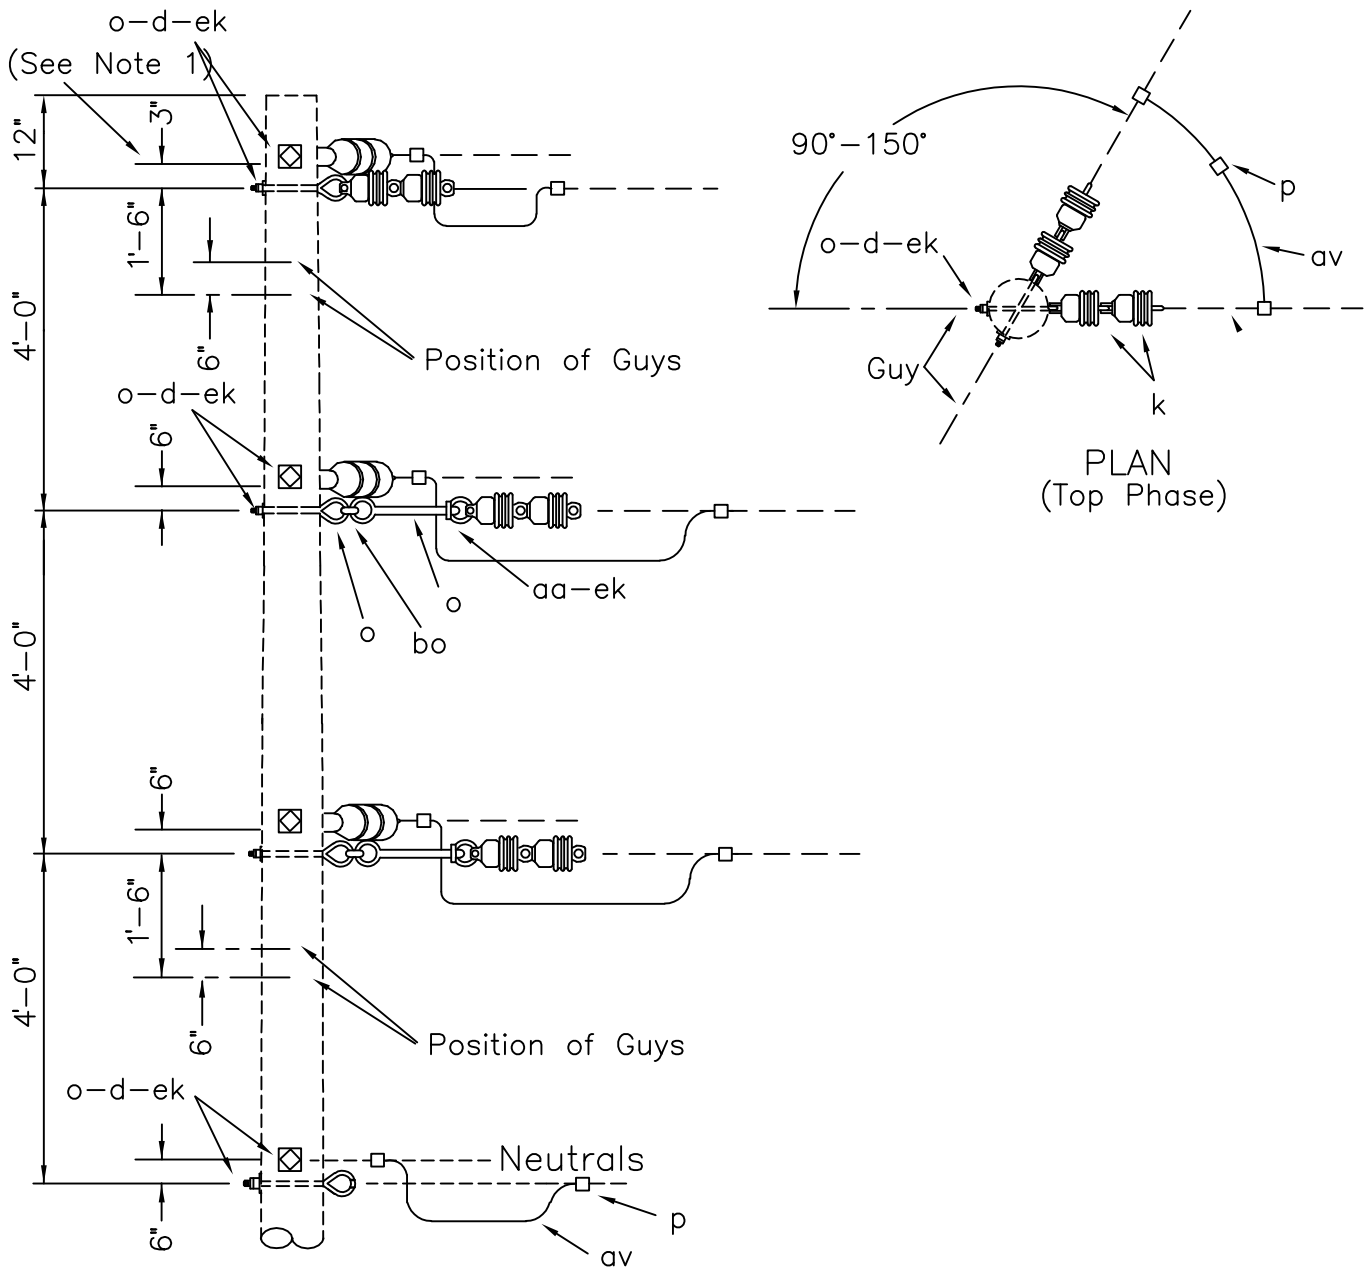 o-d-ek
(See Note 1)
12"
3"
1'-6"
4'-0"
6"
Position of Guys
o-d-ek
6"
aa-ek
o
o
bo
4'-0"
6"
1'-6"
4'-0"
6"
Position of Guys
o-d-ek
Neutrals
6"
p
av
90°-150°
p
o-d-ek
av
Guy
k
PLAN
(Top Phase)